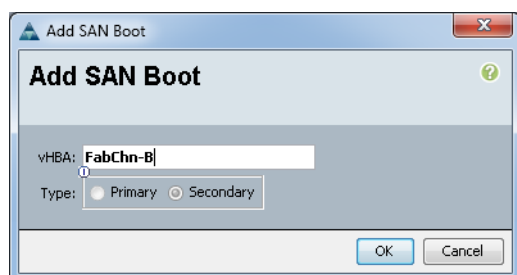 Add SAN Boot
Add SAN Boot
vHBA: FabChn-B
Type: Primary Secondary
OK Cancel